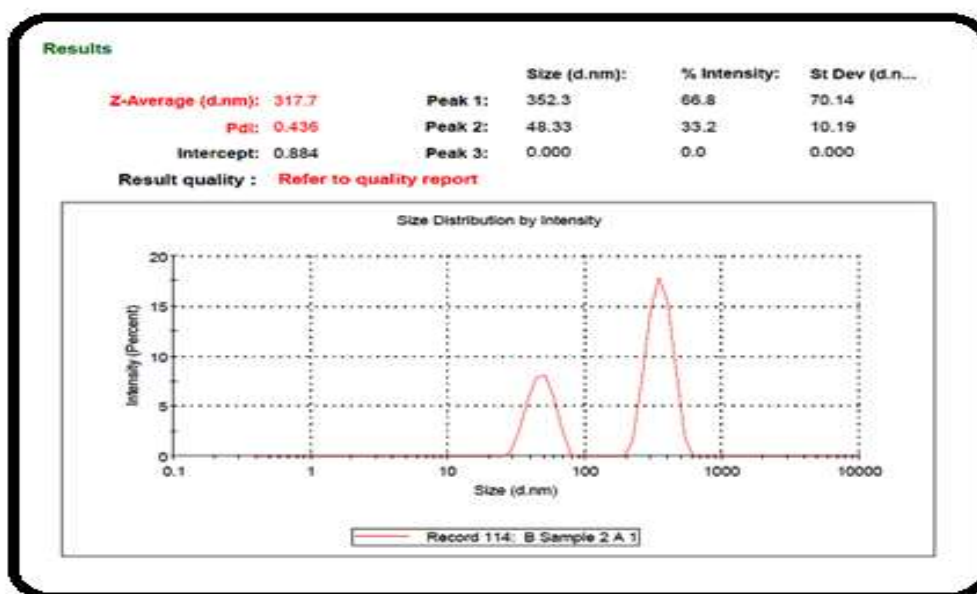 Results
Size (d.nm): % Intensity: St Dev (d.n...
Z-Average (d.nm): 317.7 Peak 1: 352.3 66.8 70.14
PdI: 0.436 Peak 2: 48.33 33.2 10.19
Intercept: 0.884 Peak 3: 0.000 0.0 0.000
Result quality : Refer to quality report
Size Distribution by Intensity
Intensity (Percent)
20
15
10
5
0
0.1 1 10 100 1000 10000
Size (d.nm)
Record 114: B Sample 2 A 1